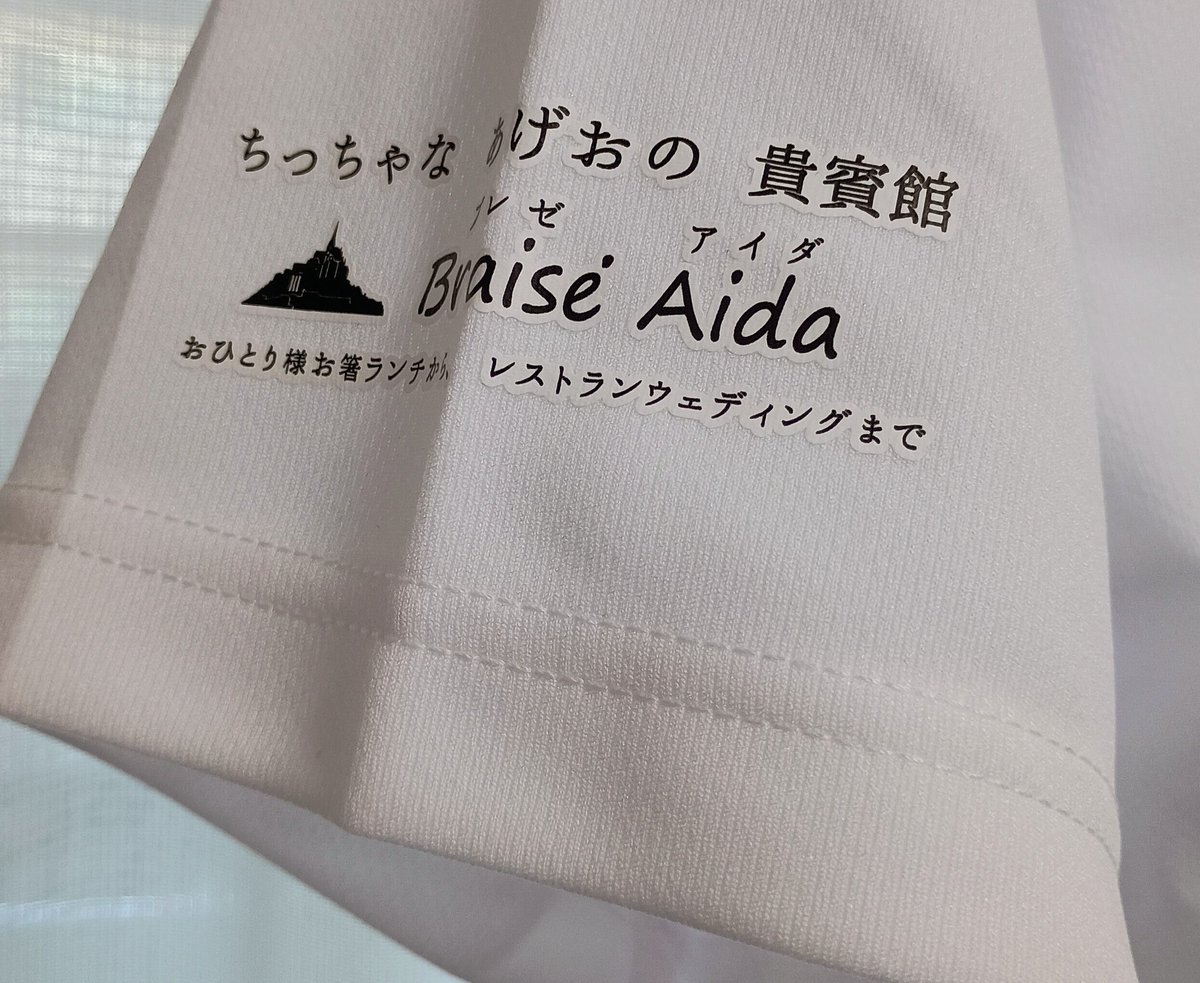 ちっちゃな あげおの 貴賓館
ブレゼ アイダ
Braisé Aida
おひとり様お箸ランチから、 レストランウェディングまで